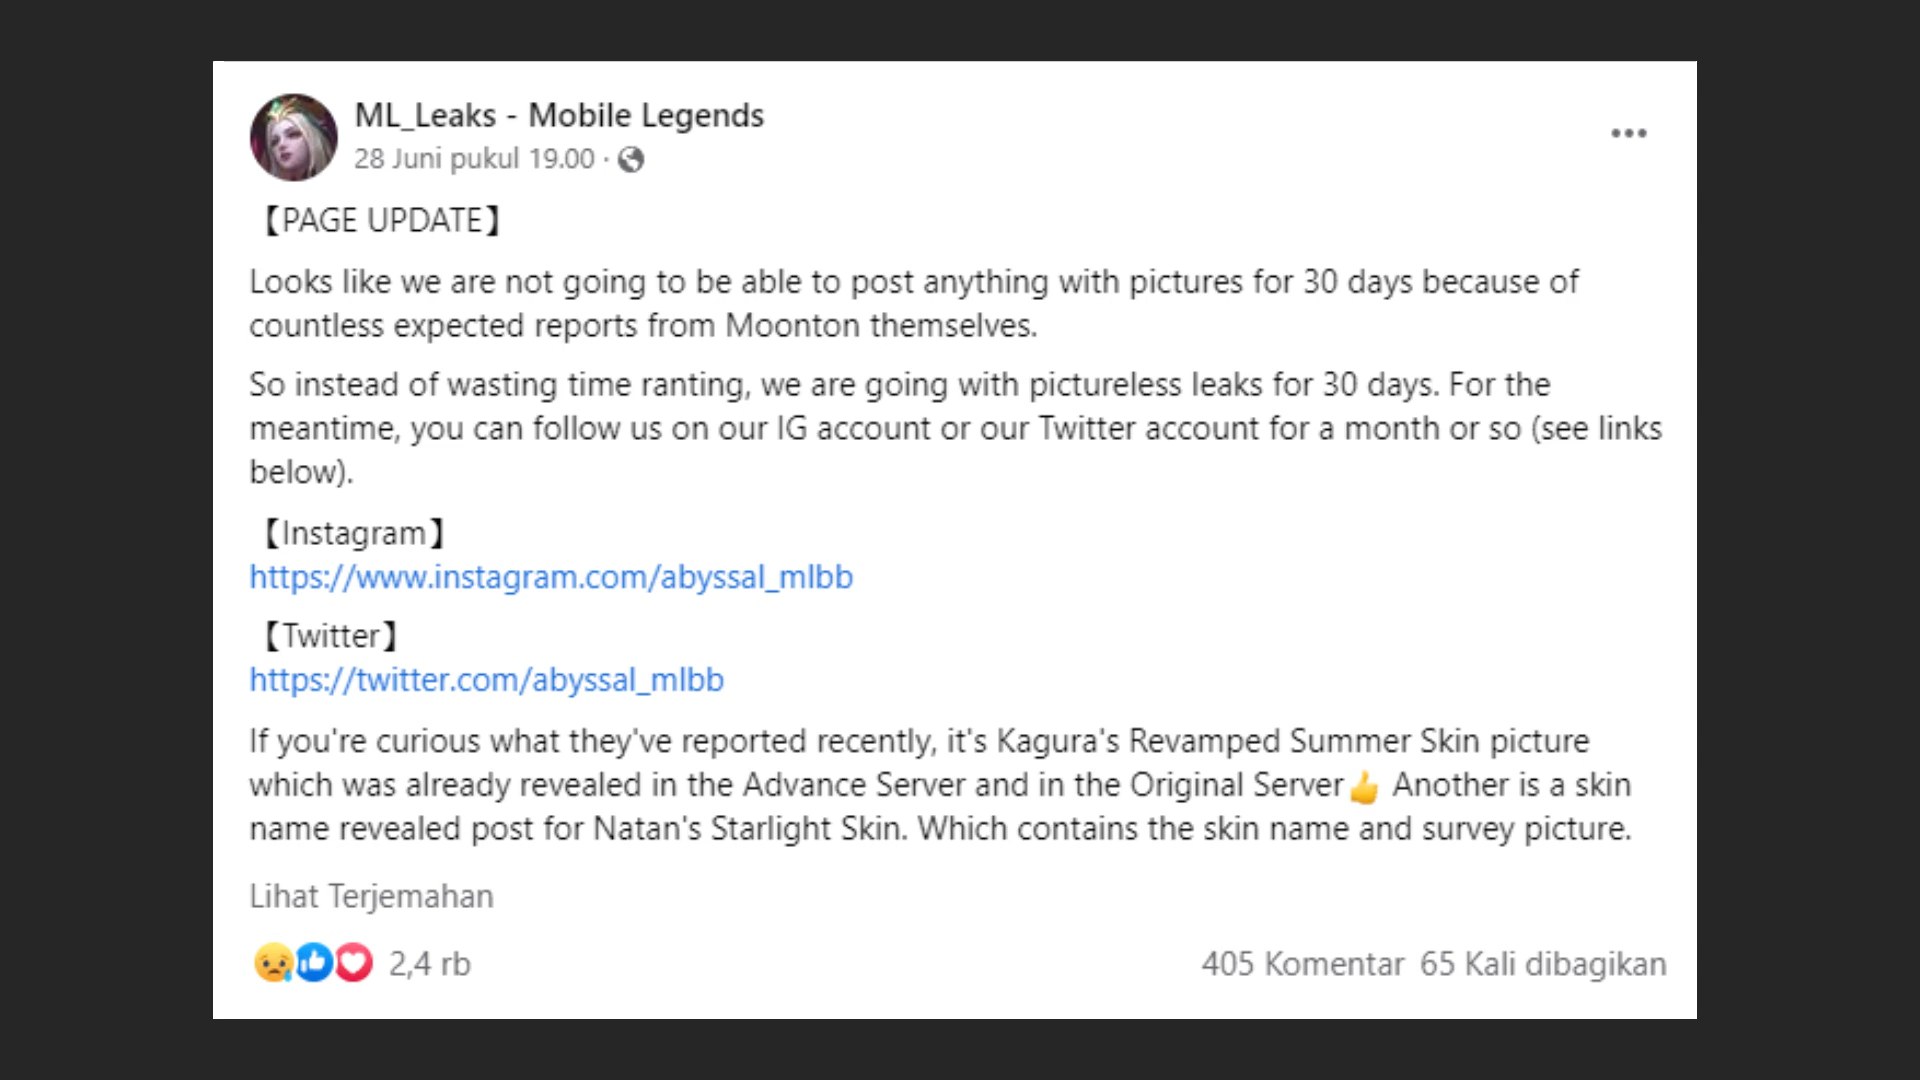 ML_Leaks - Mobile Legends
28 Juni pukul 19.00 ·
【PAGE UPDATE】
Looks like we are not going to be able to post anything with pictures for 30 days because of
countless expected reports from Moonton themselves.
So instead of wasting time ranting, we are going with pictureless leaks for 30 days. For the
meantime, you can follow us on our IG account or our Twitter account for a month or so (see links
below).
【Instagram】
https://www.instagram.com/abyssal_mlbb
【Twitter】
https://twitter.com/abyssal_mlbb
If you're curious what they've reported recently, it's Kagura's Revamped Summer Skin picture
which was already revealed in the Advance Server and in the Original Server👍 Another is a skin
name revealed post for Natan's Starlight Skin. Which contains the skin name and survey picture.
Lihat Terjemahan
2,4 rb
405 Komentar 65 Kali dibagikan